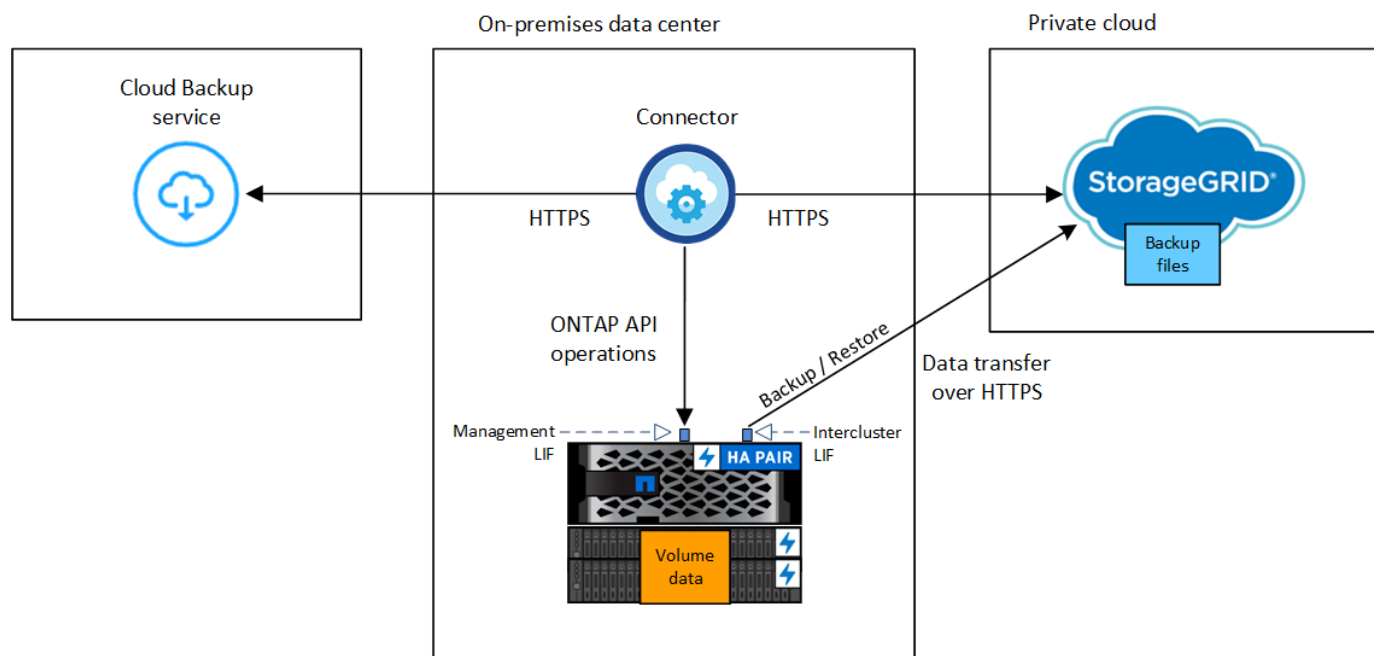 On-premises data center
Private cloud
Cloud Backup
service
Connector
StorageGRID®
Backup
files
HTTPS
HTTPS
ONTAP API
operations
Backup / Restore
Data transfer
over HTTPS
Management
LIF
Intercluster
LIF
HA PAIR
Volume
data